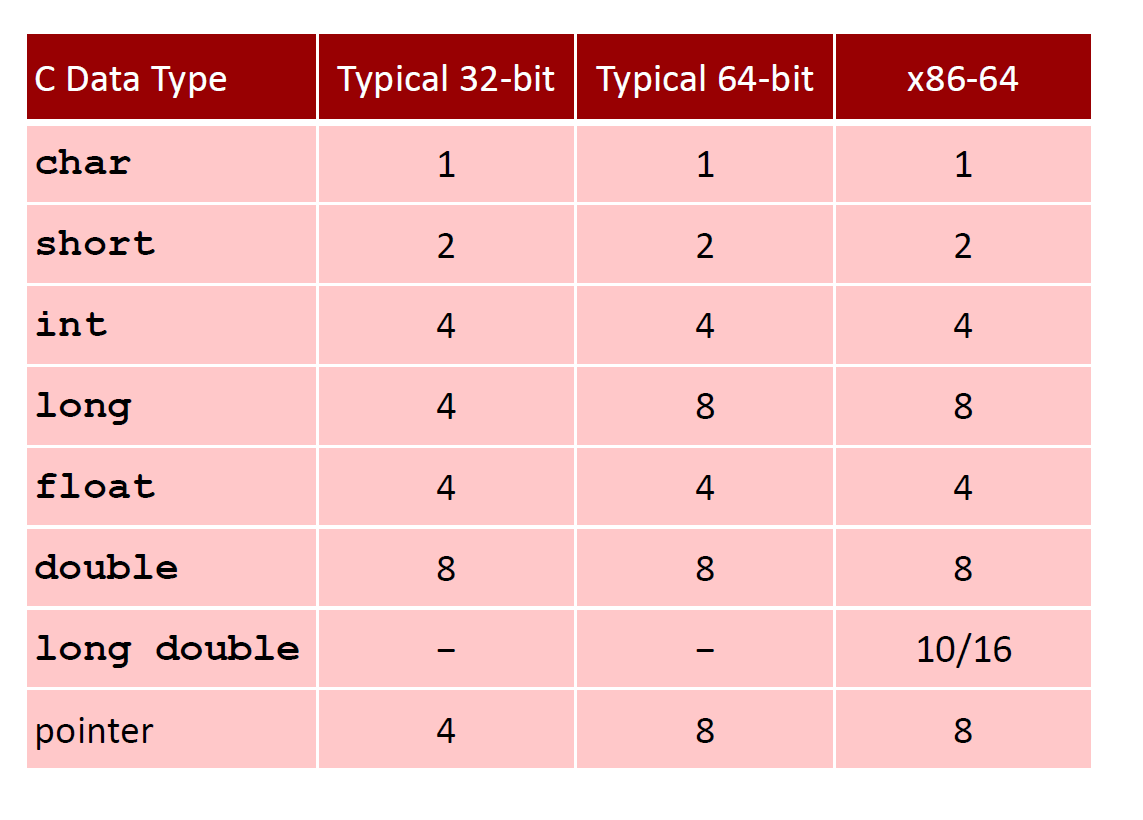 C Data Type Typical 32-bit Typical 64-bit x86-64
char 1 1 1
short 2 2 2
int 4 4 4
long 4 8 8
float 4 4 4
double 8 8 8
long double – – 10/16
pointer 4 8 8